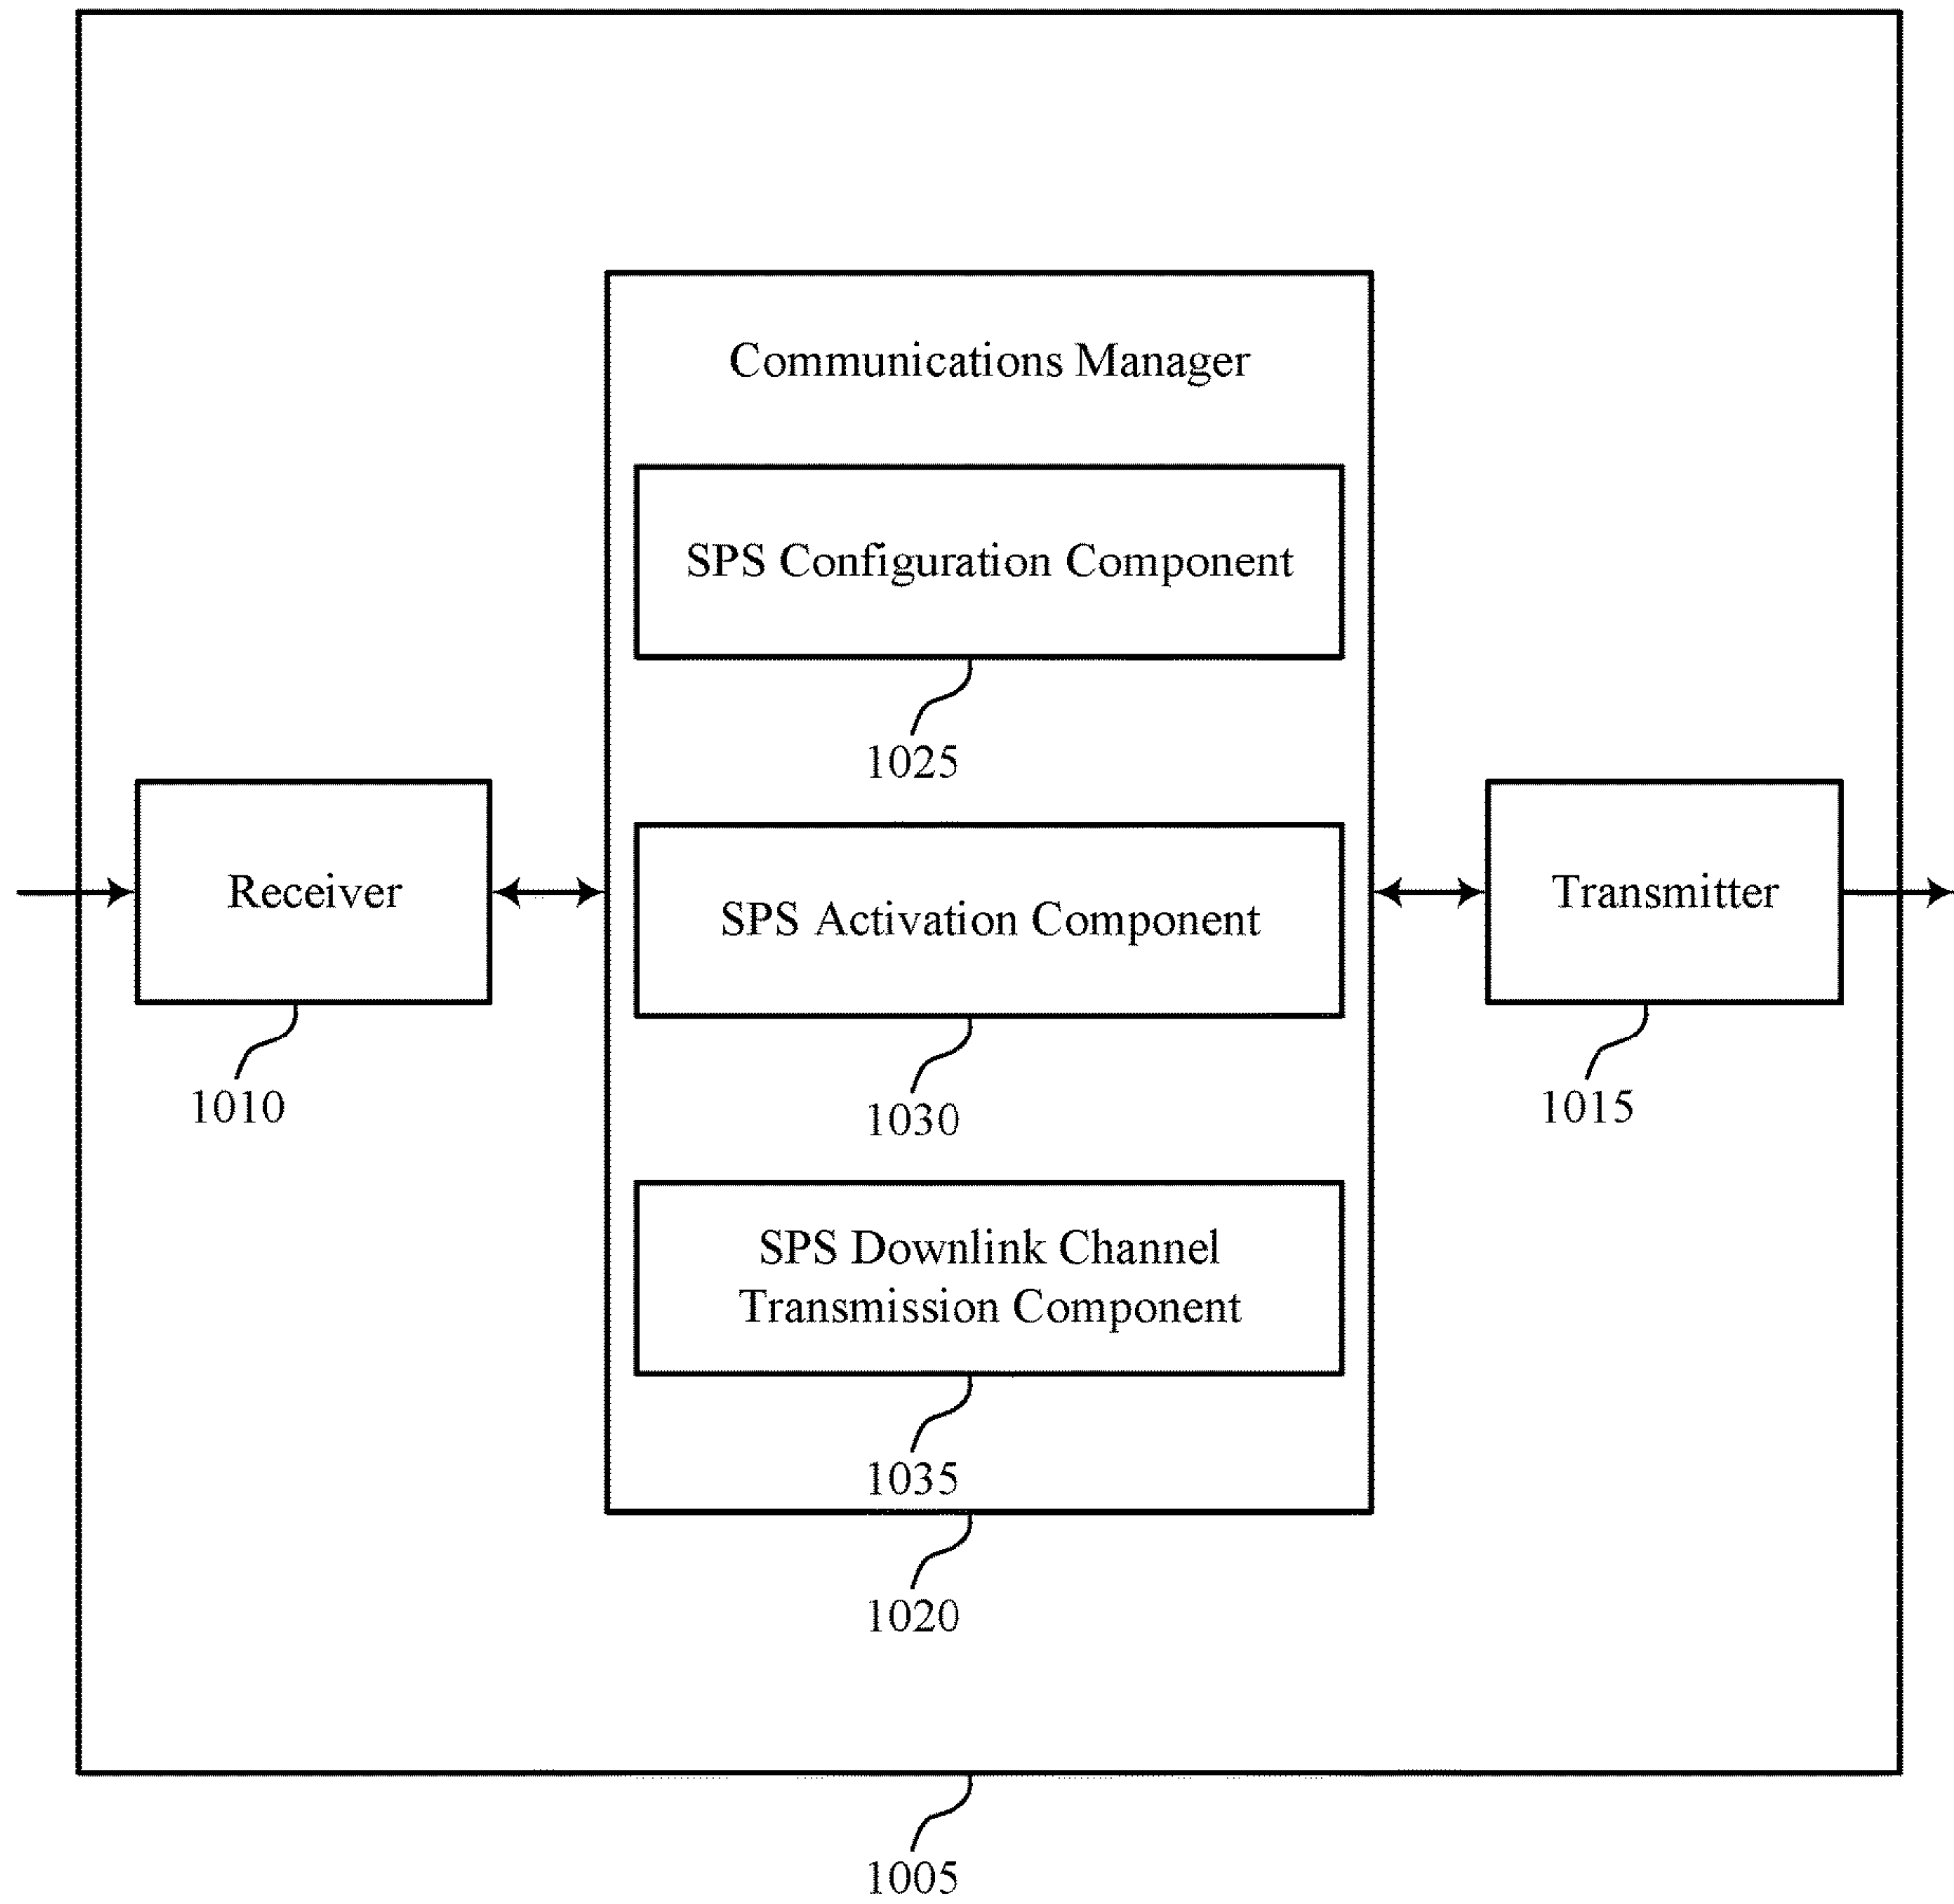 Communications Manager
SPS Configuration Component
1025
Receiver
1010
SPS Activation Component
1030
Transmitter
1015
SPS Downlink Channel
Transmission Component
1035
1020
1005